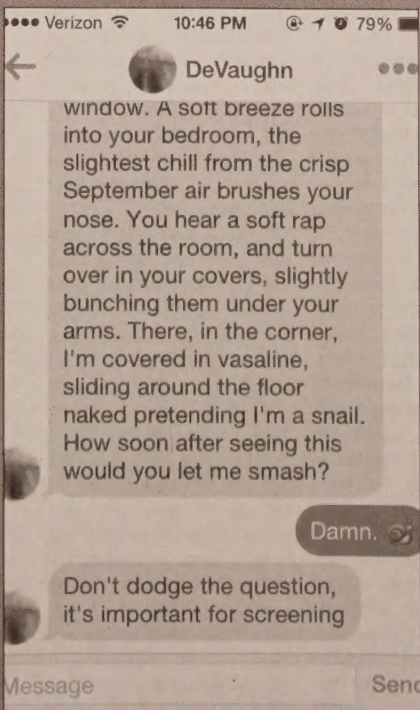 Verizon 10:46 PM 79%
DeVaughn
window. A soft breeze rolls
into your bedroom, the
slightest chill from the crisp
September air brushes your
nose. You hear a soft rap
across the room, and turn
over in your covers, slightly
bunching them under your
arms. There, in the corner,
I'm covered in vasaline,
sliding around the floor
naked pretending I'm a snail.
How soon after seeing this
would you let me smash?
Damn.
Don't dodge the question,
it's important for screening
Message Send